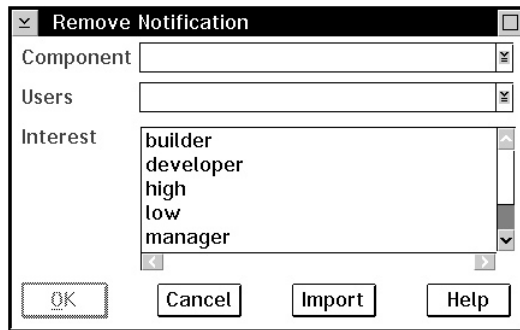 Remove Notification
Component
Users
Interest
builder
developer
high
low
manager
OK Cancel Import Help